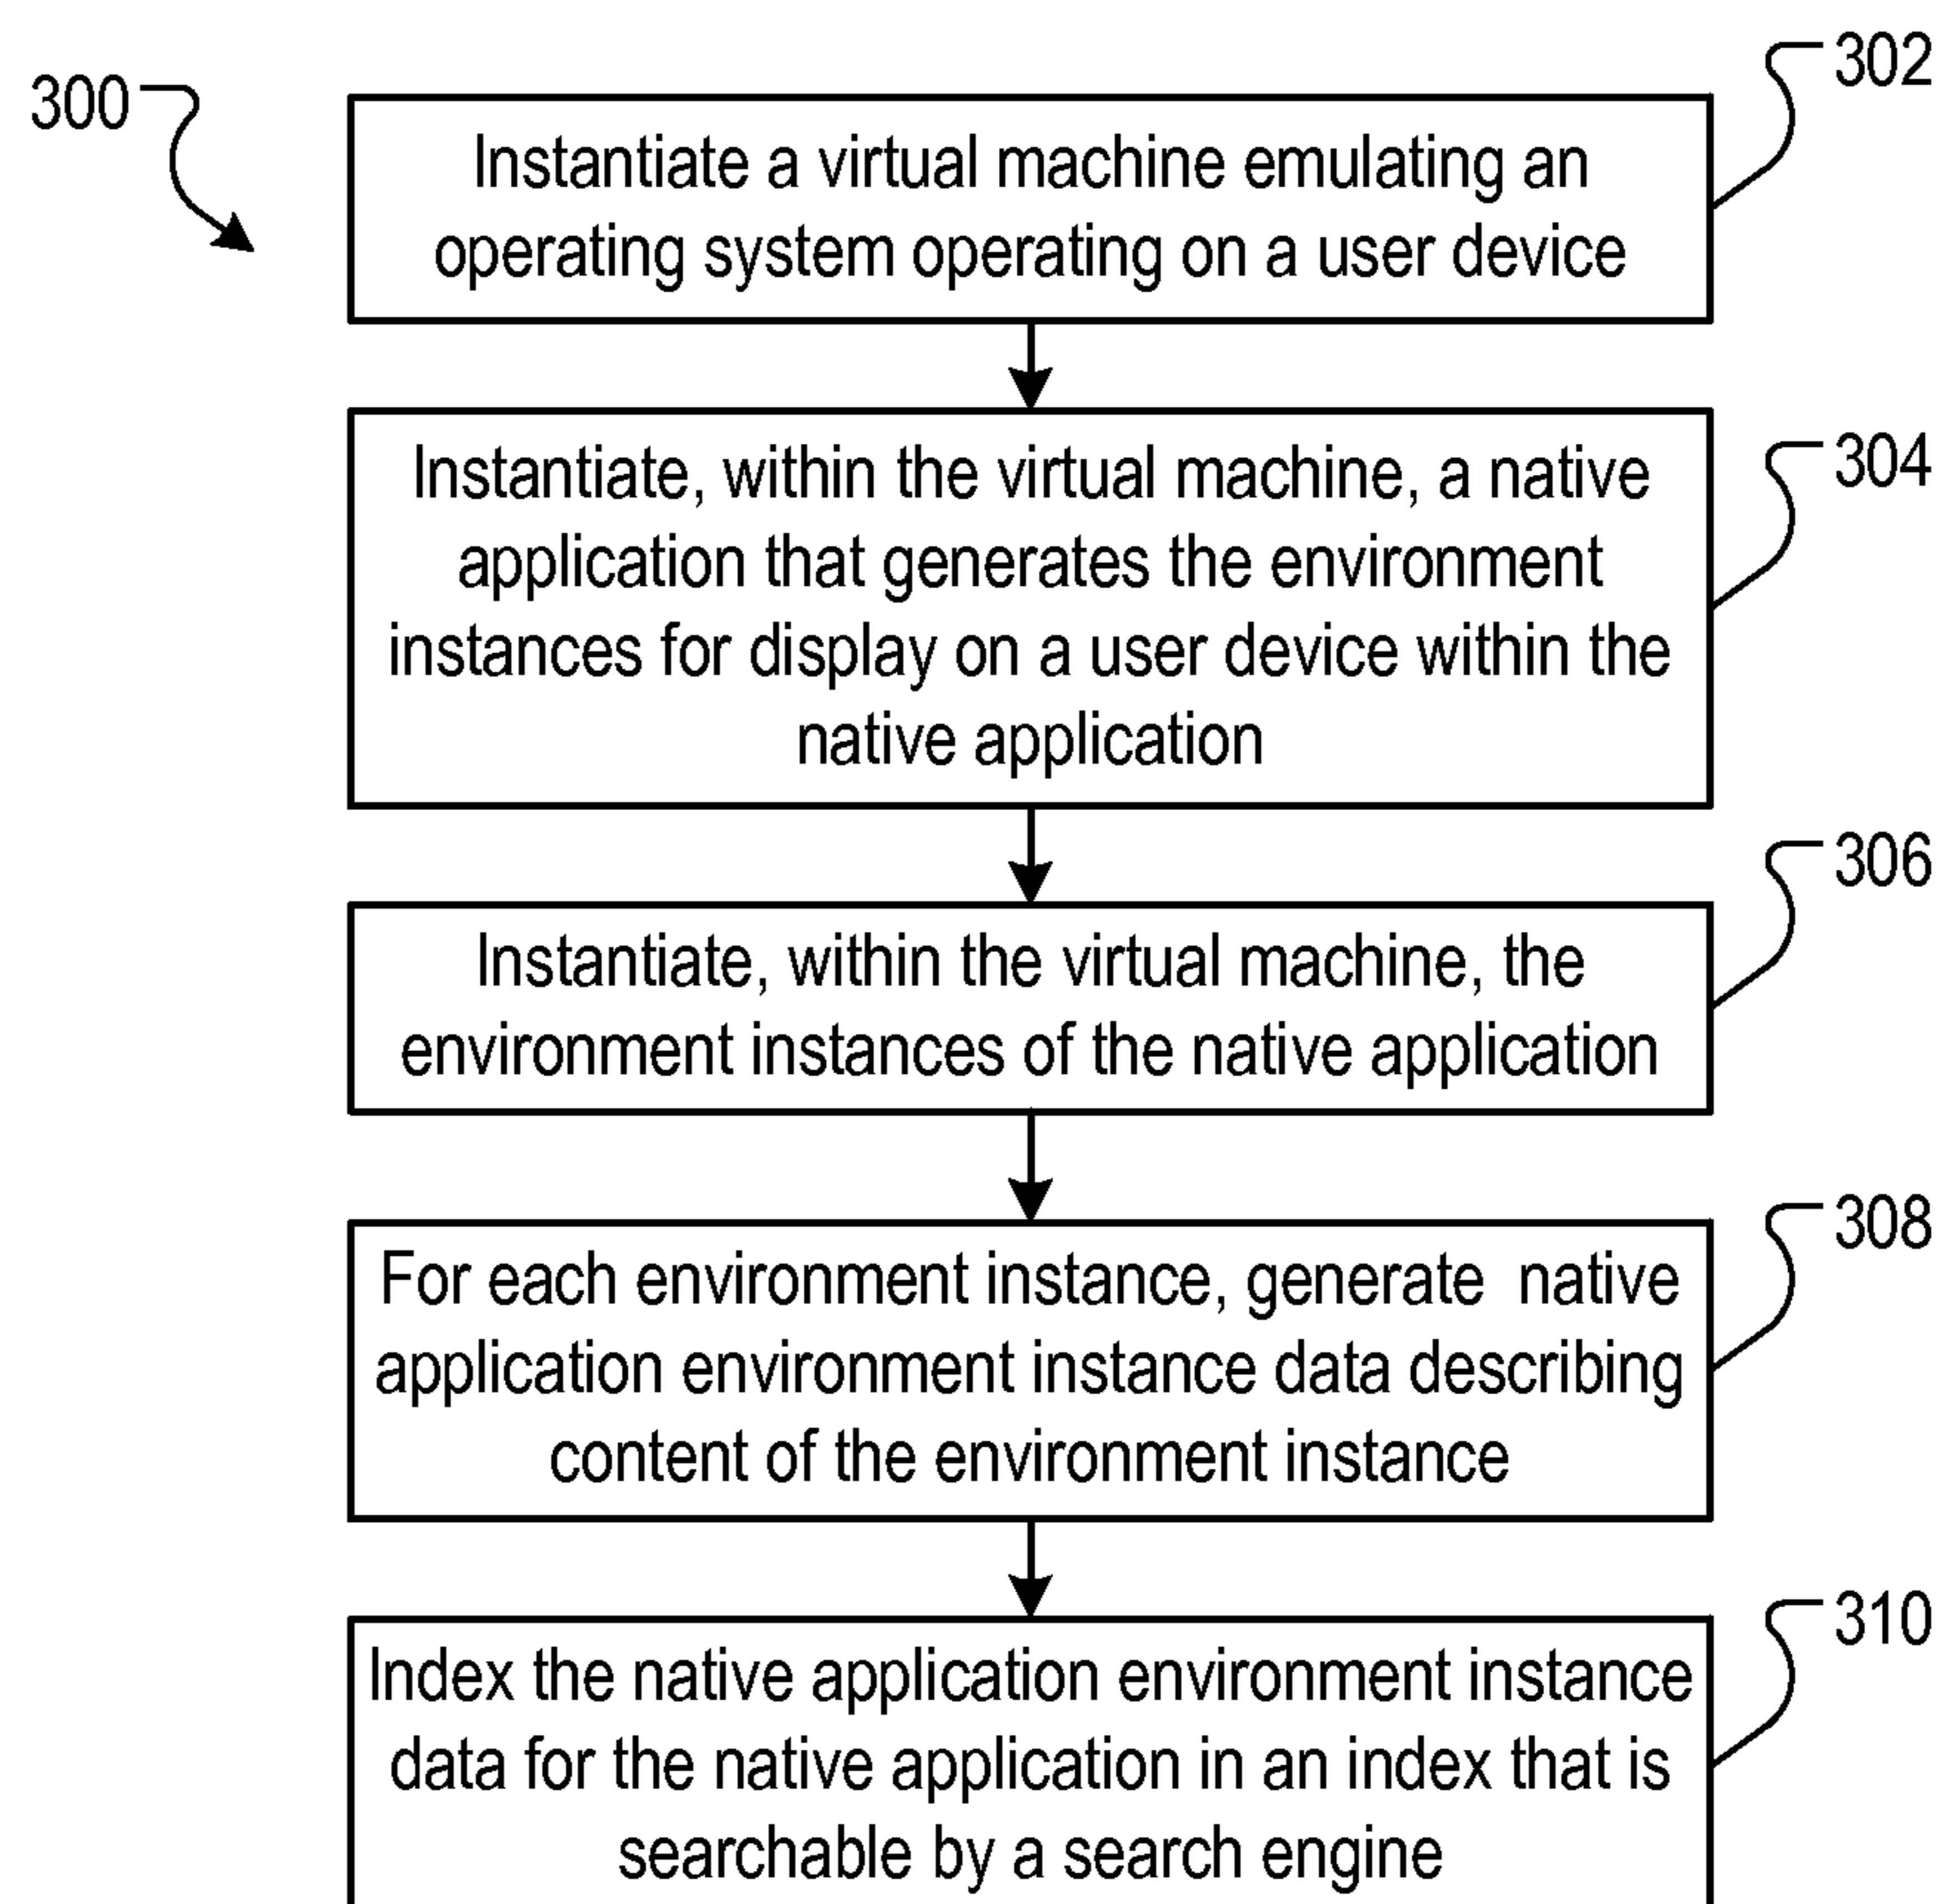 300
302
Instantiate a virtual machine emulating an
operating system operating on a user device
304
Instantiate, within the virtual machine, a native
application that generates the environment
instances for display on a user device within the
native application
306
Instantiate, within the virtual machine, the
environment instances of the native application
308
For each environment instance, generate native
application environment instance data describing
content of the environment instance
310
Index the native application environment instance
data for the native application in an index that is
searchable by a search engine